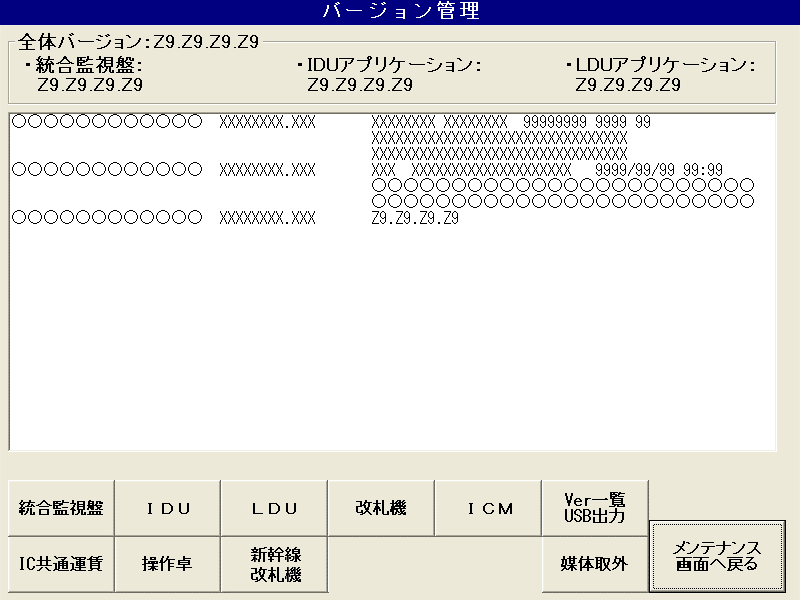 バージョン管理
全体バージョン:Z9.Z9.Z9.Z9
・統合監視盤: ・IDUアプリケーション: ・LDUアプリケーション:
Z9.Z9.Z9.Z9 Z9.Z9.Z9.Z9 Z9.Z9.Z9.Z9
○○○○○○○○○○○○ XXXXXXXX.XXX XXXXXXXX XXXXXXXX 99999999 9999 99
XXXXXXXXXXXXXXXXXXXXXXXXXXXXXXXX
XXXXXXXXXXXXXXXXXXXXXXXXXXXXXXXX
○○○○○○○○○○○○ XXXXXXXX.XXX XXX XXXXXXXXXXXXXXXXXXXX 9999/99/99 99:99
○○○○○○○○○○○○○○○○○○○○○○○○
○○○○○○○○○○○○○○○○○○○○○○○○
○○○○○○○○○○○○ XXXXXXXX.XXX Z9.Z9.Z9.Z9
統合監視盤
IDU
LDU
改札機
ICM
Ver一覧
USB出力
IC共通運賃
操作卓
新幹線
改札機
媒体取外
メンテナンス
画面へ戻る